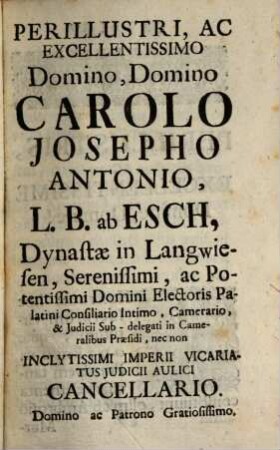 PERILLUSTRI, AC
EXCELLENTISSIMO
Domino, Domino
CAROLO
JOSEPHO
ANTONIO,
L. B. ab ESCH,
Dynastæ in Langwie-
sen, Serenissimi, ac Po-
tentissimi Domini Electoris Pa-
latini Consiliario Intimo, Camerario,
& Judicii Sub-delegati in Came-
ralibus Præsidi, nec non
INCLYTISSIMI IMPERII VICARIA-
TUS JUDICII AULICI
CANCELLARIO.
Domino ac Patrono Gratiosissimo.